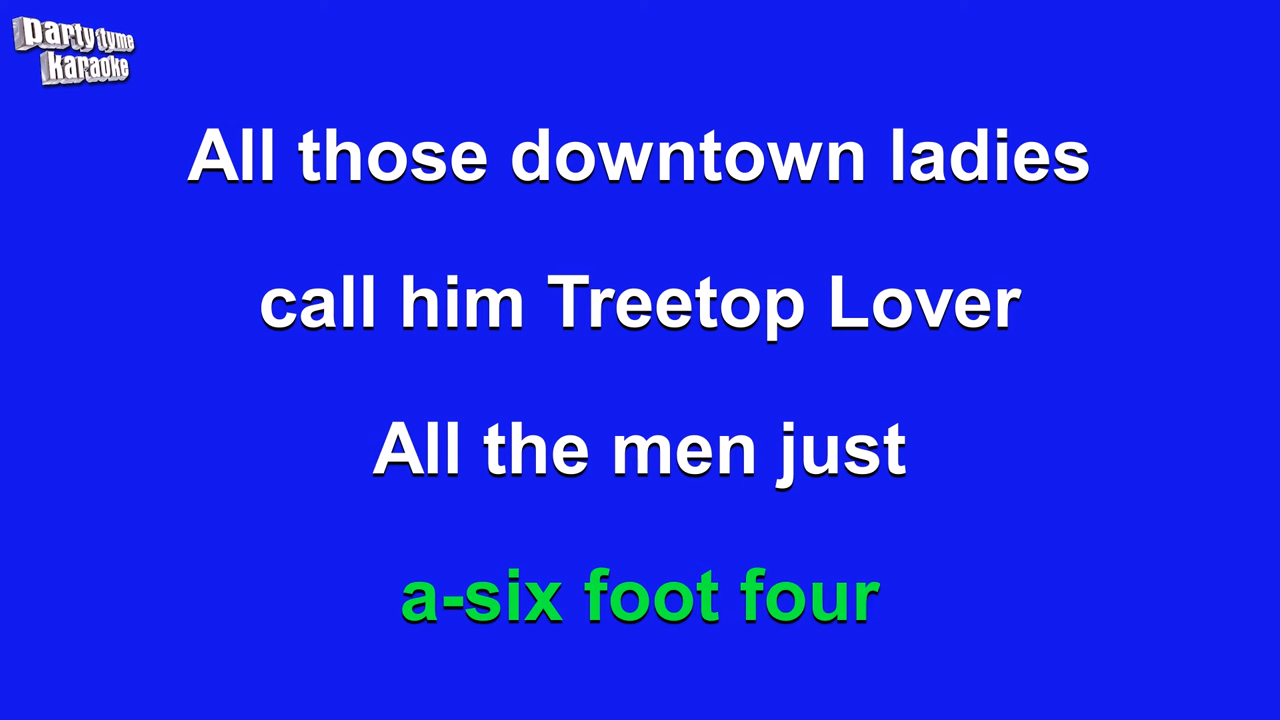 party tyme
karaoke
All those downtown ladies
call him Treetop Lover
All the men just
a-six foot four